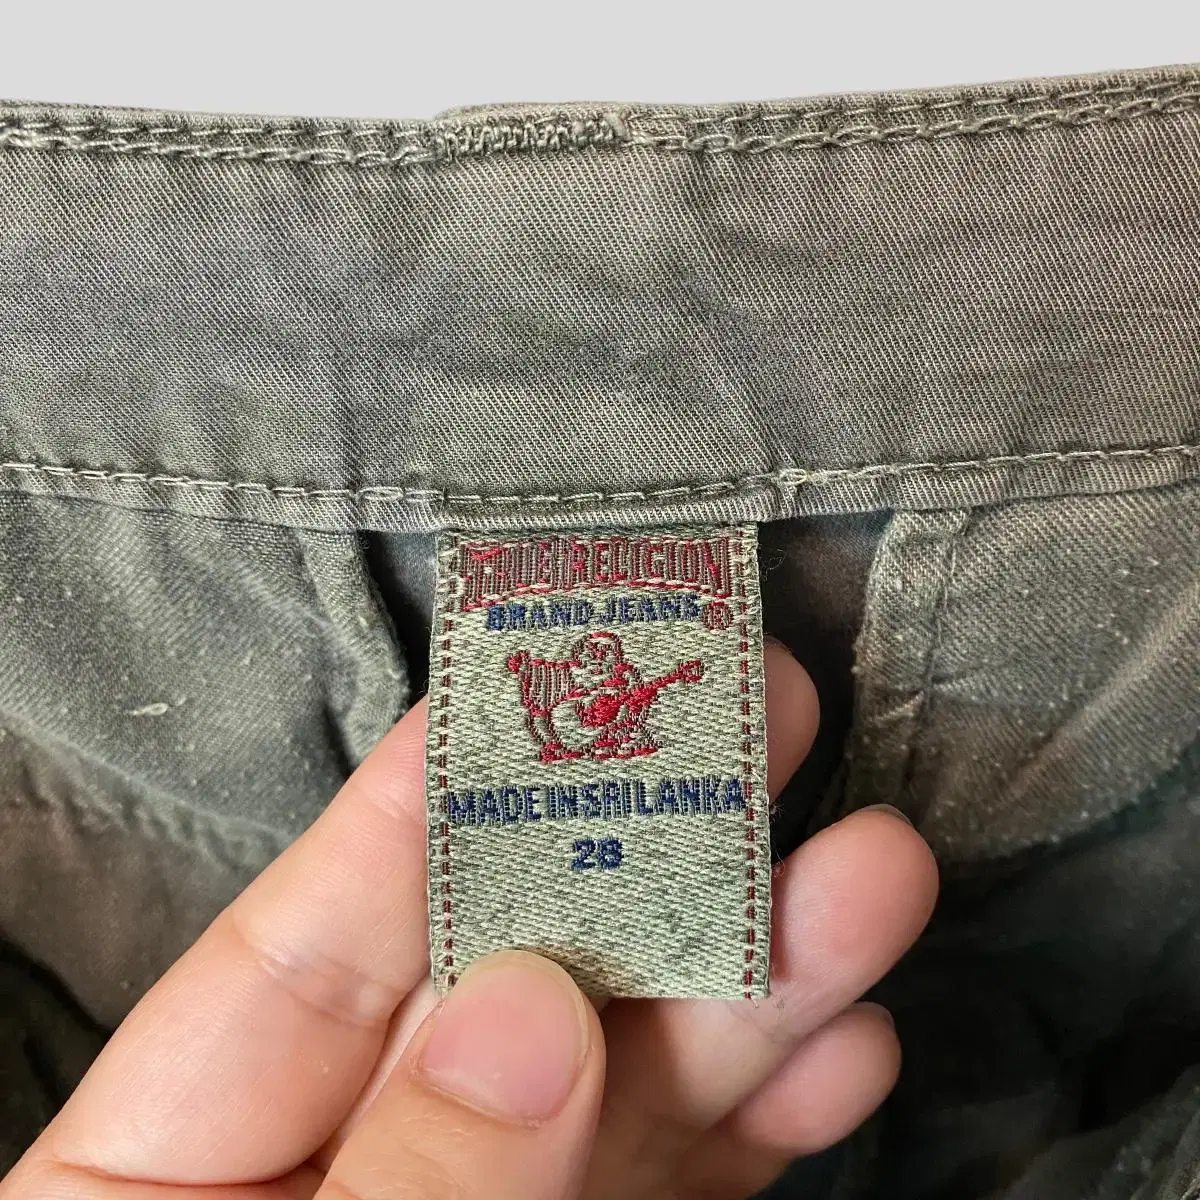 TRUE RELIGION
BRAND JEANS ®
MADE IN SRI LANKA
28